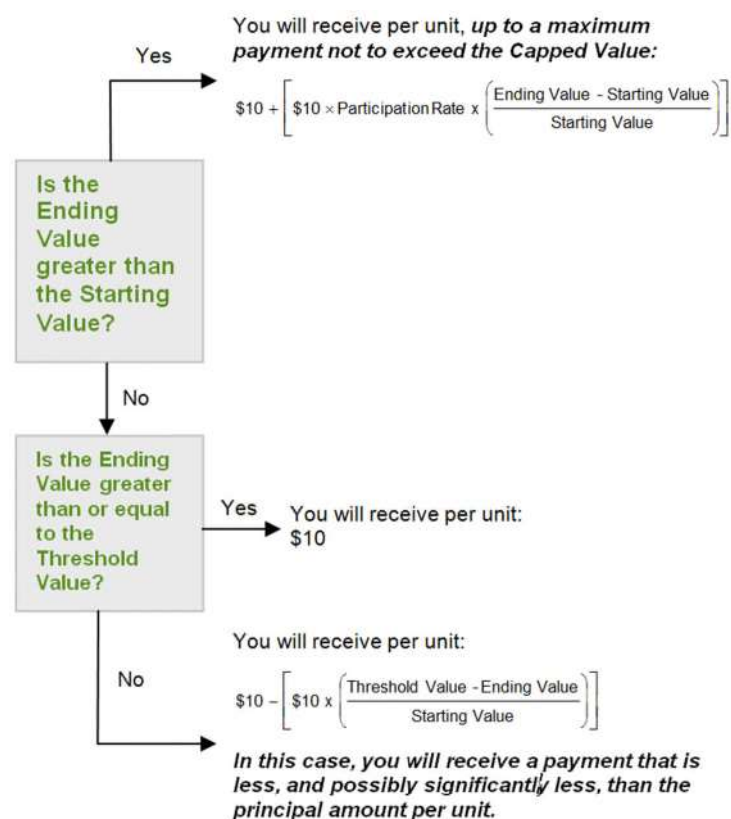 You will receive per unit, up to a maximum
payment not to exceed the Capped Value:
Yes
$10 + [ $10 × Participation Rate x ( Ending Value - Starting Value
Starting Value ) ]
Is the
Ending
Value
greater than
the Starting
Value?
No
Is the Ending
Value greater
than or equal
to the
Threshold
Value?
Yes
You will receive per unit:
$10
No
You will receive per unit:
$10 – [ $10 x ( Threshold Value - Ending Value
Starting Value ) ]
In this case, you will receive a payment that is
less, and possibly significantly less, than the
principal amount per unit.